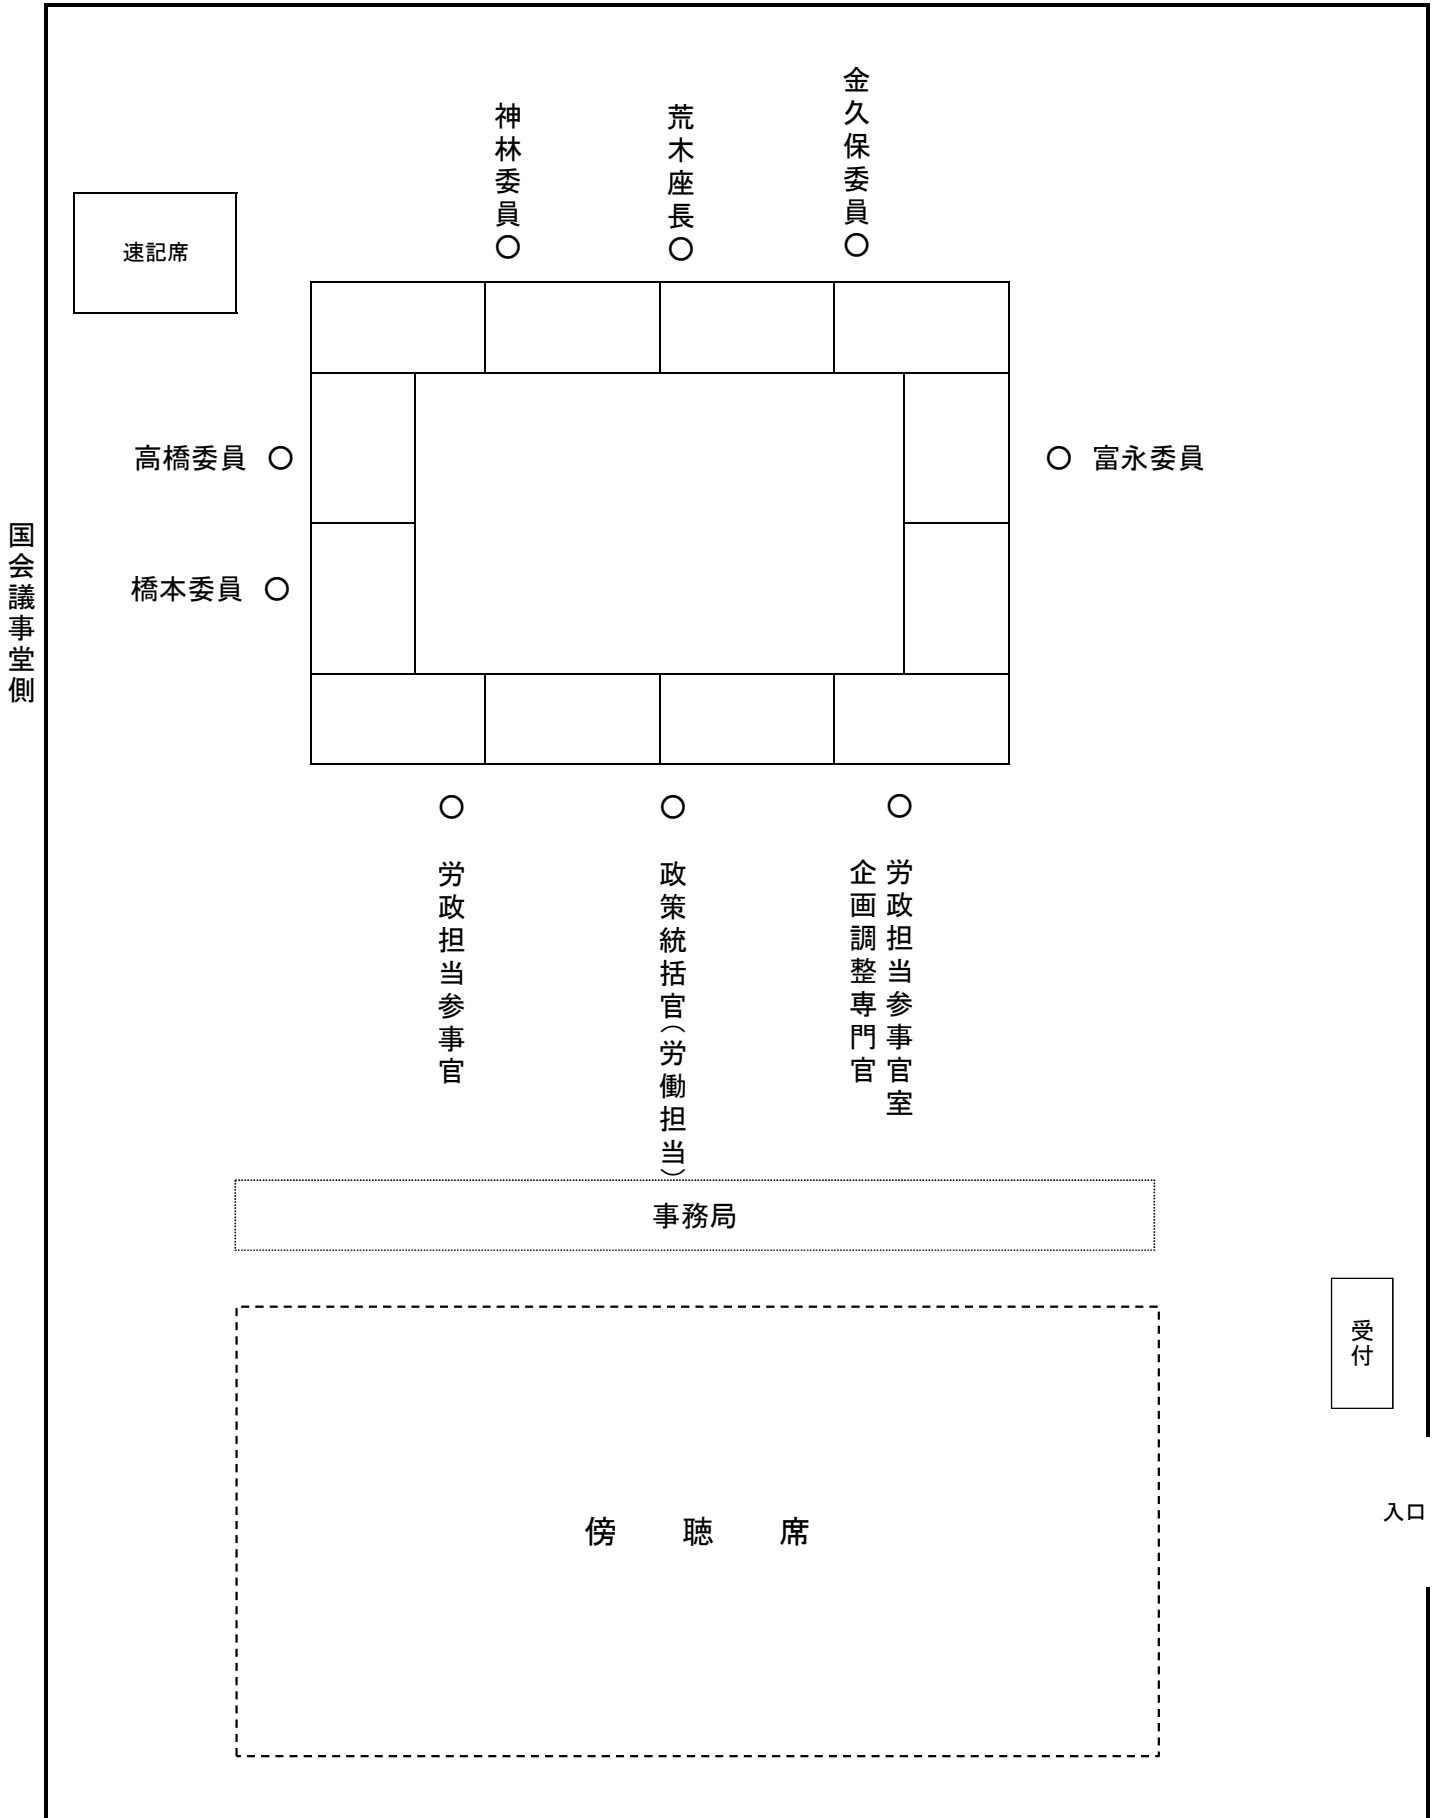 神林委員○
荒木座長○
金久保委員○
速記席
高橋委員 ○
○ 富永委員
橋本委員 ○
国会議事堂側
○ 労政担当参事官
○ 政策統括官(労働担当)
○ 労政担当参事官室
企画調整専門官
事務局
受付
傍 聴 席
入口